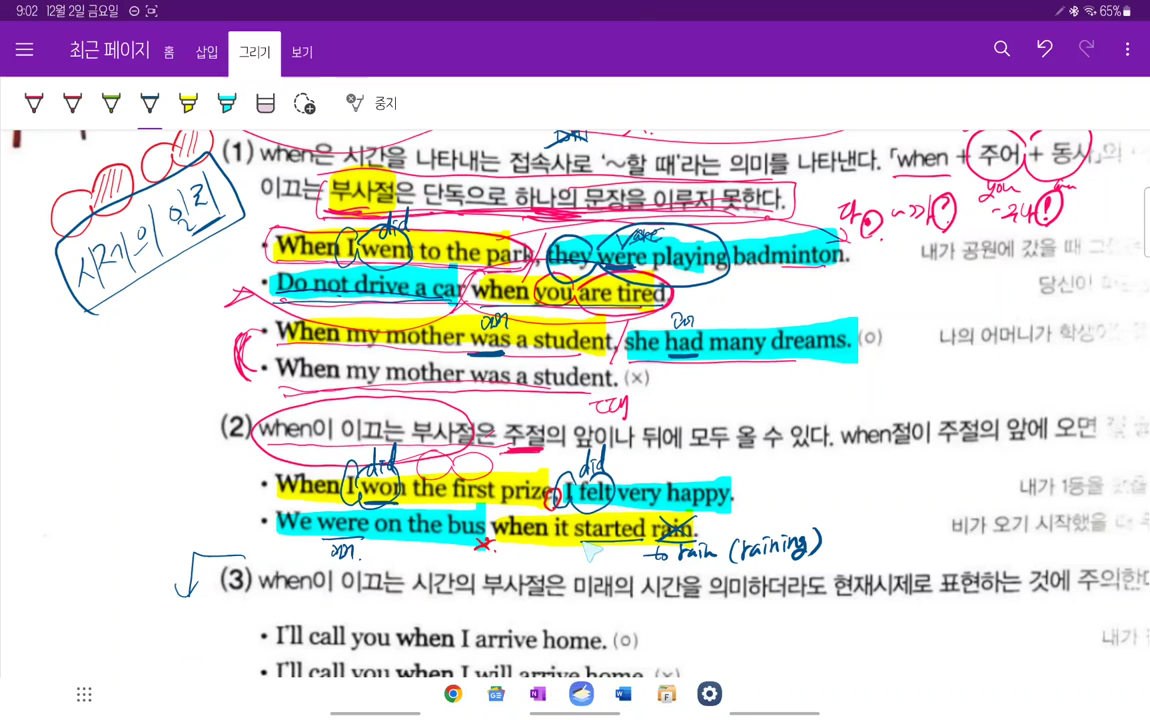 9:02 12월 2일 금요일 65%
최근 페이지 홈 삽입 그리기 보기
중지
(1) when은 시간을 나타내는 접속사로 '~할 때'라는 의미를 나타낸다. 「when + 주어 + 동사」의
이끄는 부사절은 단독으로 하나의 문장을 이루지 못한다.
시제의 일리
did
• When I went to the park, they were playing badminton. 내가 공원에 갔을 때 그
• Do not drive a car when you are tired. 당신이
• When my mother was a student, she had many dreams. (○) 나의 어머니가 학생이
• When my mother was a student. (×)
(2) when이 이끄는 부사절은 주절의 앞이나 뒤에 모두 올 수 있다. when절이 주절의 앞에 오면
did did
• When I won the first prize, I felt very happy. 내가 1등을
• We were on the bus when it started rain. 비가 오기 시작했을
to rain (raining)
(3) when이 이끄는 시간의 부사절은 미래의 시간을 의미하더라도 현재시제로 표현하는 것에 주의한다
• I'll call you when I arrive home. (○) 내가
• I'll call you when I will arrive home. (×)